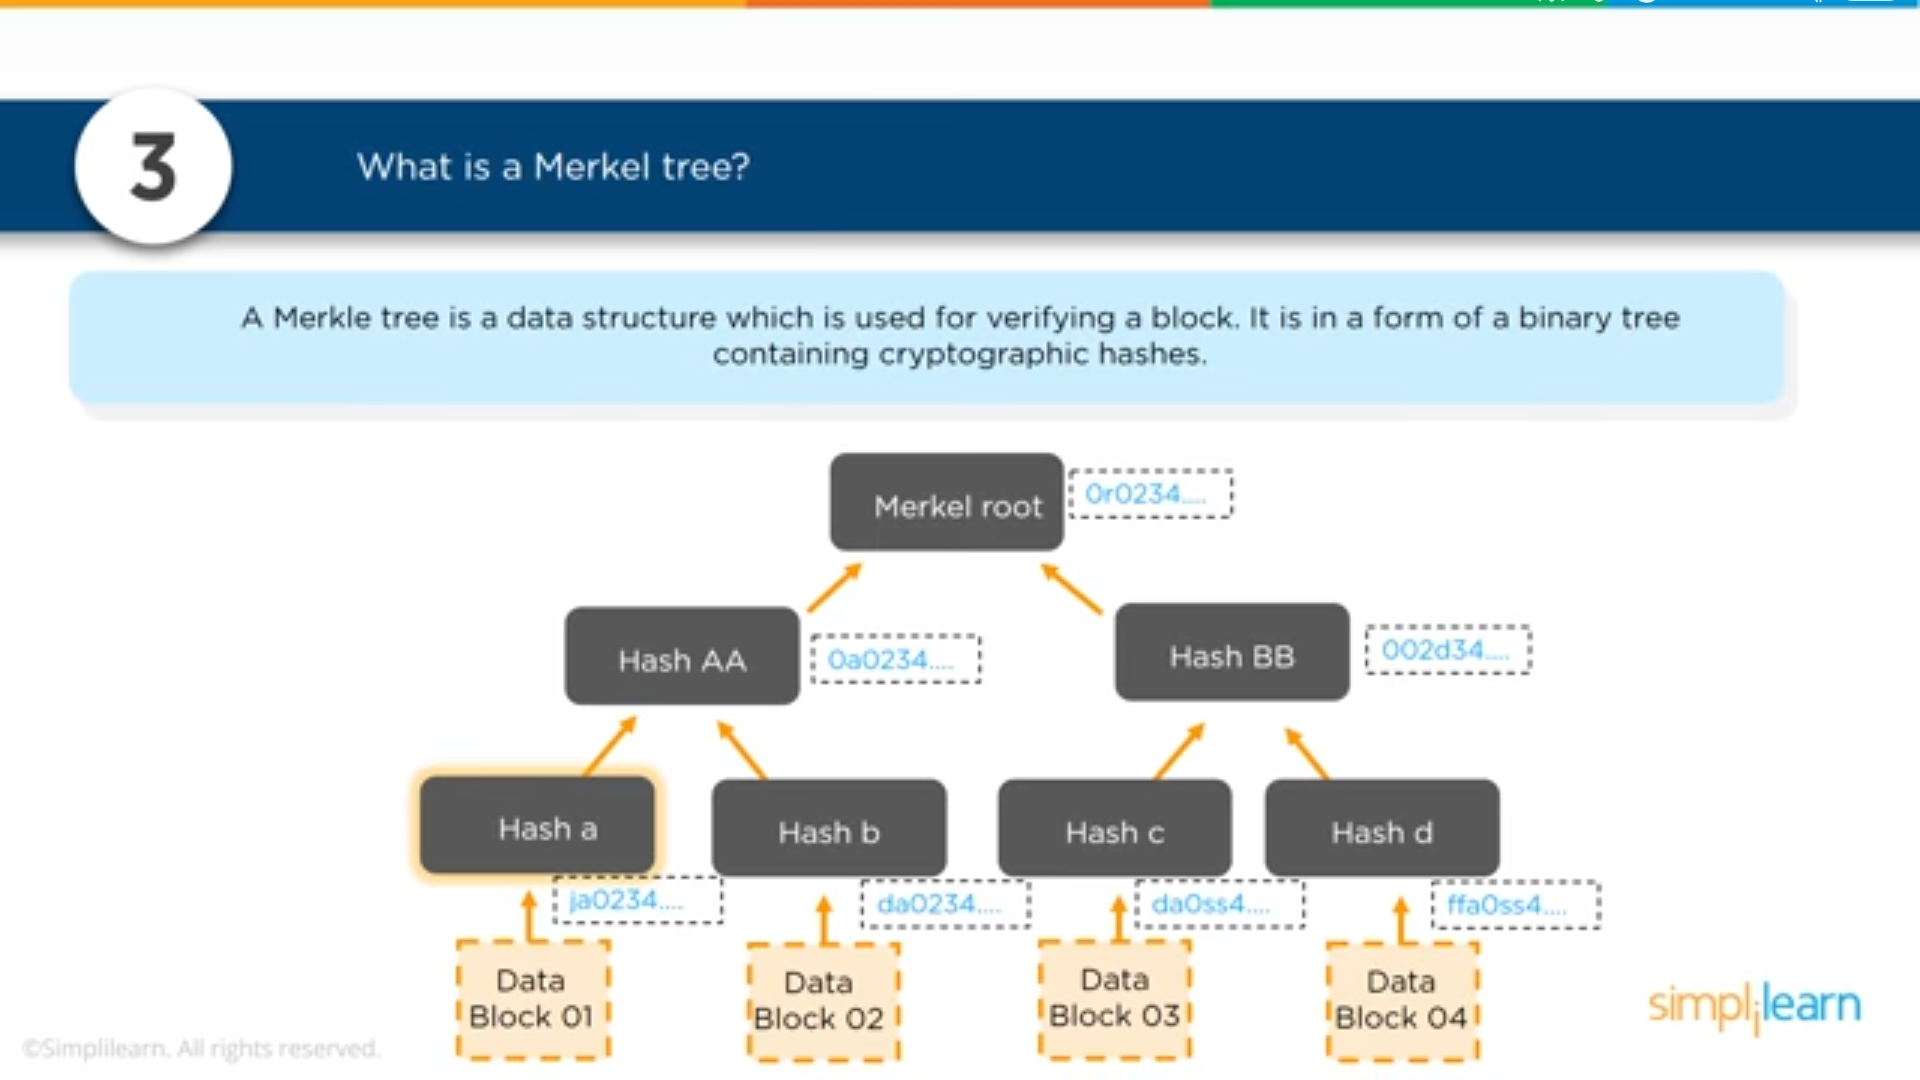 3
What is a Merkel tree?
A Merkle tree is a data structure which is used for verifying a block. It is in a form of a binary tree
containing cryptographic hashes.
Merkel root
0r0234....
Hash AA
0a0234....
Hash BB
002d34....
Hash a
Hash b
Hash c
Hash d
ja0234....
da0234....
da0ss4....
ffa0ss4....
Data
Block 01
Data
Block 02
Data
Block 03
Data
Block 04
simplilearn
©Simplilearn. All rights reserved.